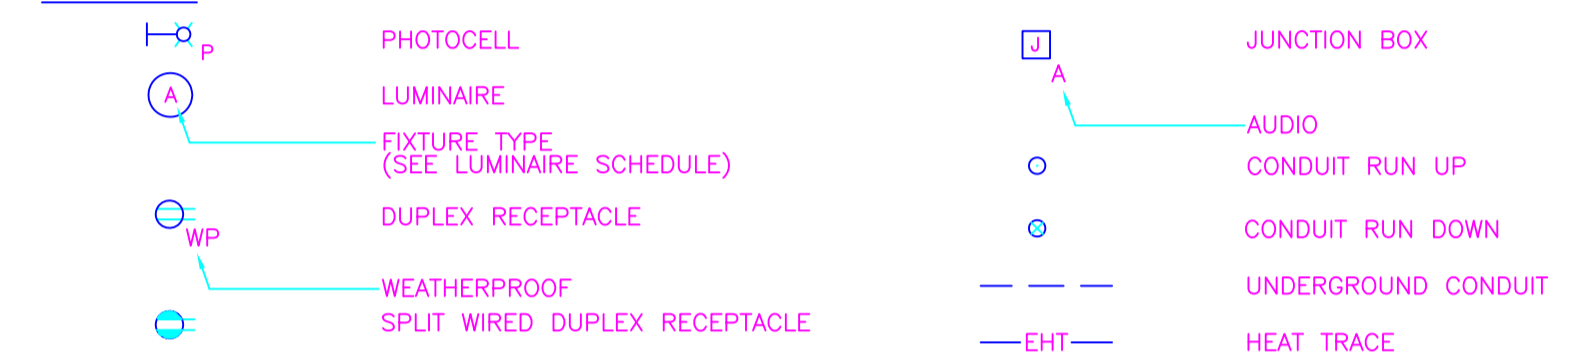 P PHOTOCELL
A LUMINAIRE
FIXTURE TYPE
(SEE LUMINAIRE SCHEDULE)
DUPLEX RECEPTACLE
WP
WEATHERPROOF
SPLIT WIRED DUPLEX RECEPTACLE
J JUNCTION BOX
A
AUDIO
CONDUIT RUN UP
CONDUIT RUN DOWN
UNDERGROUND CONDUIT
EHT HEAT TRACE